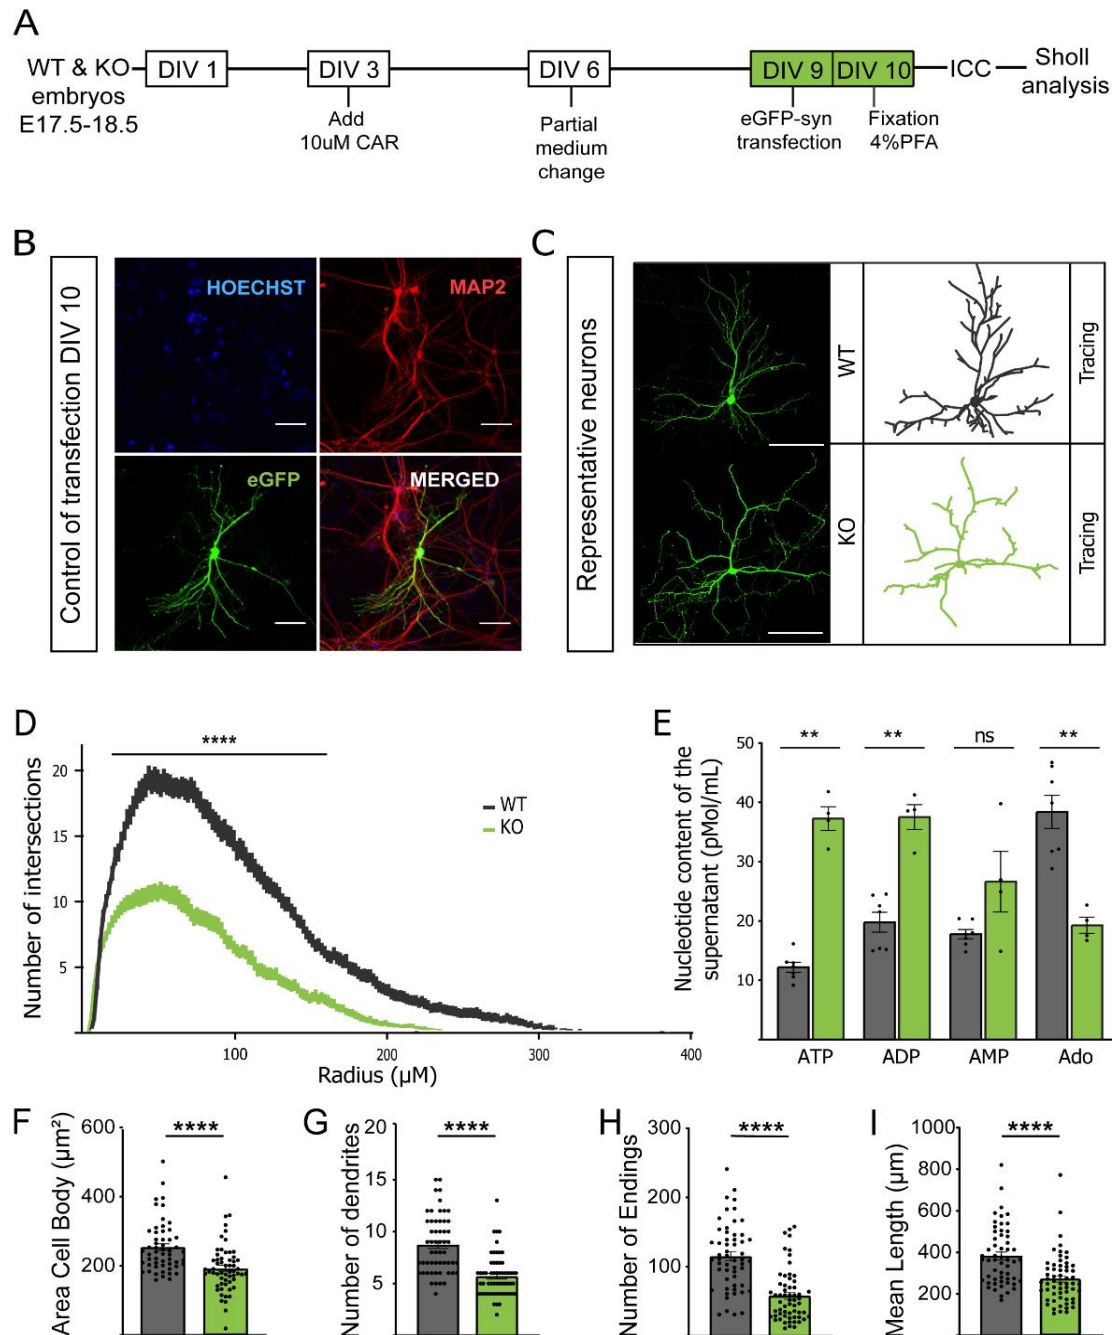 A
WT & KO
embryos
E17.5-18.5
DIV 1
DIV 3
Add
10uM CAR
DIV 6
Partial
medium
change
DIV 9
DIV 10
eGFP-syn
transfection
Fixation
4%PFA
ICC
Sholl
analysis
B
Control of transfection DIV 10
HOECHST
MAP2
eGFP
MERGED
C
Representative neurons
WT
Tracing
KO
Tracing
D
****
Number of intersections
20
15
10
5
WT
KO
100
200
300
400
Radius (µM)
E
Nucleotide content of the
supernatant (pMol/mL)
50
40
30
20
10
**
**
ns
**
ATP
ADP
AMP
Ado
F
Area Cell Body (µm²)
600
400
200
****
G
Number of dendrites
20
15
10
5
****
H
Number of Endings
300
200
100
****
I
Mean Length (µm)
1000
800
600
400
200
****